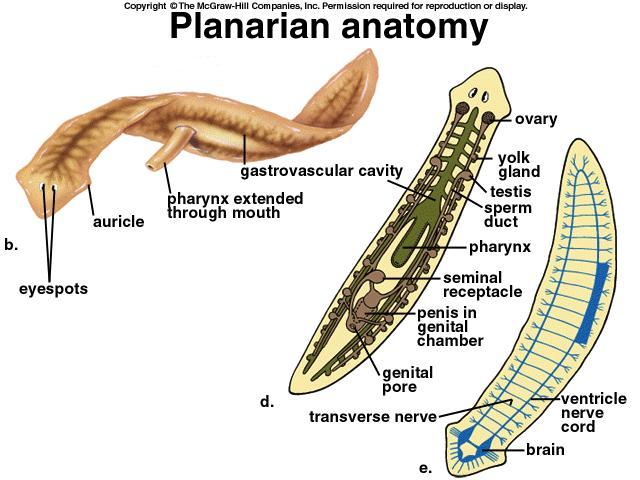 Copyright © The McGraw-Hill Companies, Inc. Permission required for reproduction or display.
Planarian anatomy
ovary
yolk
gland
gastrovascular cavity
testis
sperm
duct
pharynx extended
through mouth
auricle
b.
pharynx
eyespots
seminal
receptacle
penis in
genital
chamber
genital
pore
d.
transverse nerve
ventricle
nerve
cord
brain
e.